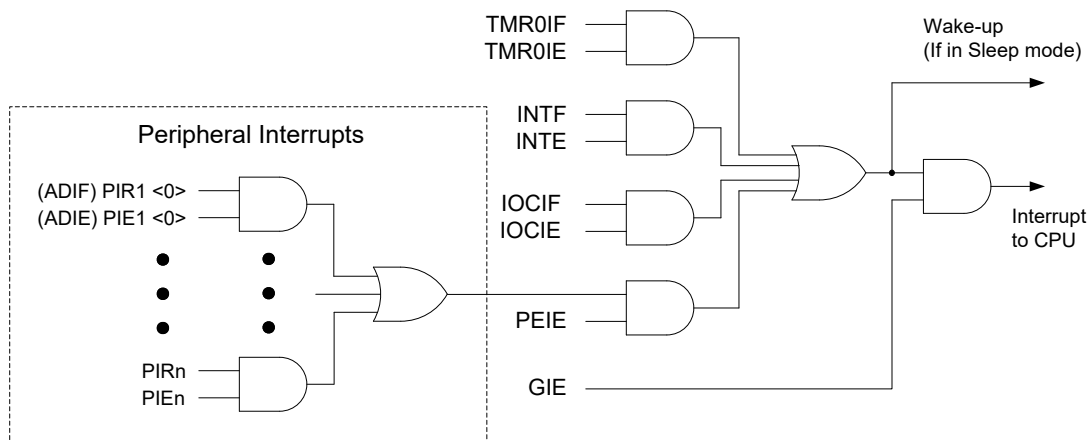 TMR0IF
TMR0IE
Wake-up
(If in Sleep mode)
INTF
INTE
Peripheral Interrupts
(ADIF) PIR1 <0>
(ADIE) PIE1 <0>
IOCIF
IOCIE
Interrupt
to CPU
PEIE
PIRn
PIEn
GIE